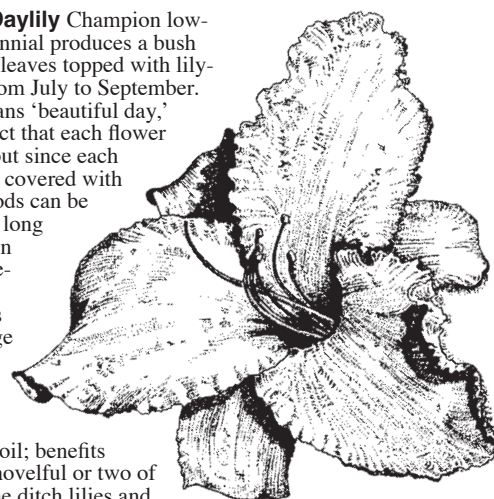 Daylily Champion low-
ennial produces a bush
leaves topped with lily-
om July to September.
ans ‘beautiful day,’
ct that each flower
out since each
covered with
ods can be
long
n
e-
s
ge
oil; benefits
hovelful or two of
e ditch lilies and